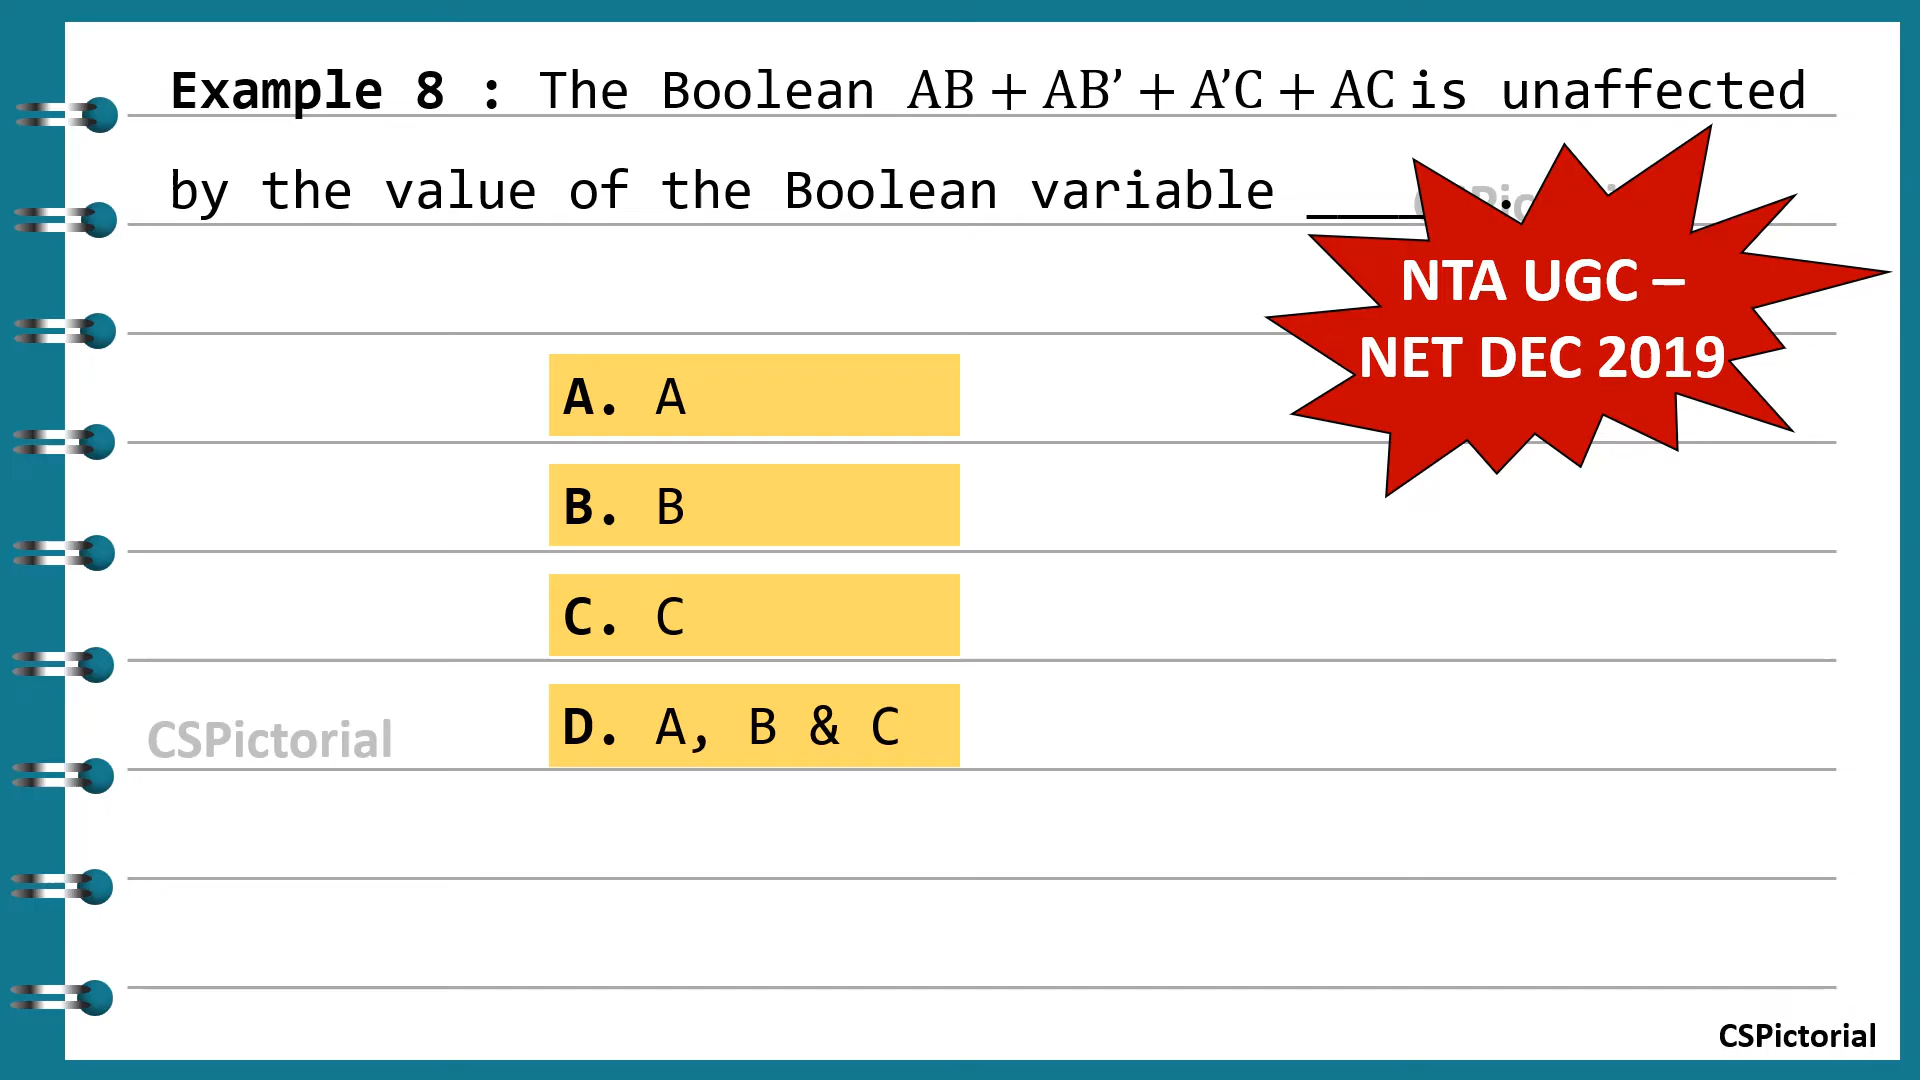 Example 8 : The Boolean AB + AB’ + A’C + AC is unaffected
by the value of the Boolean variable ____.
NTA UGC –
NET DEC 2019
A. A
B. B
C. C
D. A, B & C
CSPictorial
CSPictorial